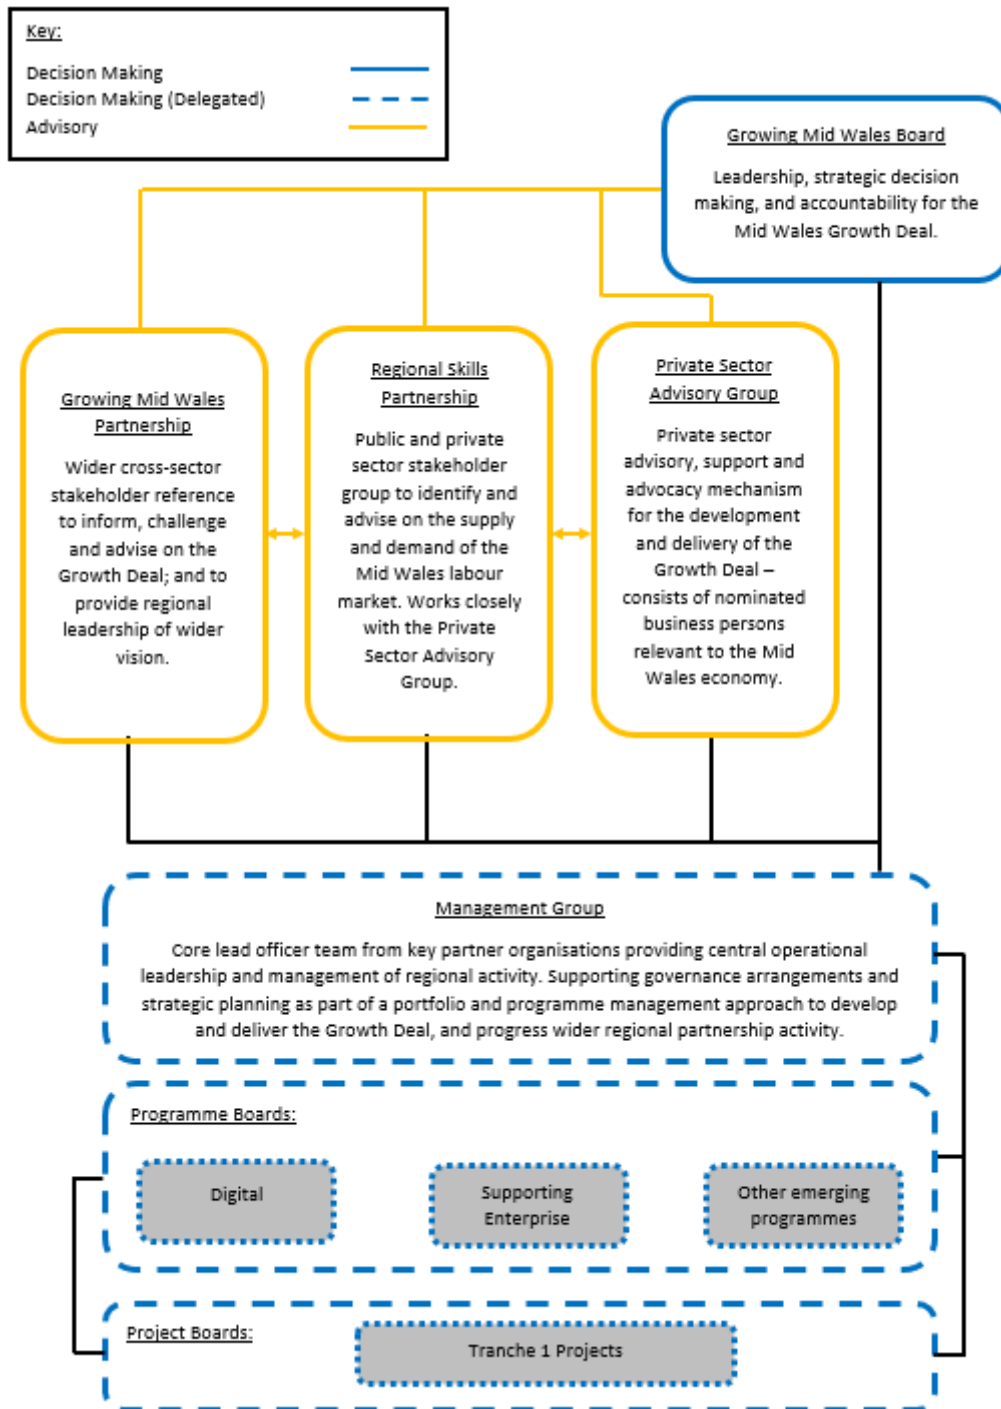 Key:
Decision Making
Decision Making (Delegated)
Advisory
Growing Mid Wales Board
Leadership, strategic decision
making, and accountability for the
Mid Wales Growth Deal.
Growing Mid Wales
Partnership
Wider cross-sector
stakeholder reference
to inform, challenge
and advise on the
Growth Deal; and to
provide regional
leadership of wider
vision.
Regional Skills
Partnership
Public and private
sector stakeholder
group to identify and
advise on the supply
and demand of the
Mid Wales labour
market. Works closely
with the Private
Sector Advisory
Group.
Private Sector
Advisory Group
Private sector
advisory, support and
advocacy mechanism
for the development
and delivery of the
Growth Deal –
consists of nominated
business persons
relevant to the Mid
Wales economy.
Management Group
Core lead officer team from key partner organisations providing central operational
leadership and management of regional activity. Supporting governance arrangements and
strategic planning as part of a portfolio and programme management approach to develop
and deliver the Growth Deal, and progress wider regional partnership activity.
Programme Boards:
Digital
Supporting
Enterprise
Other emerging
programmes
Project Boards:
Tranche 1 Projects